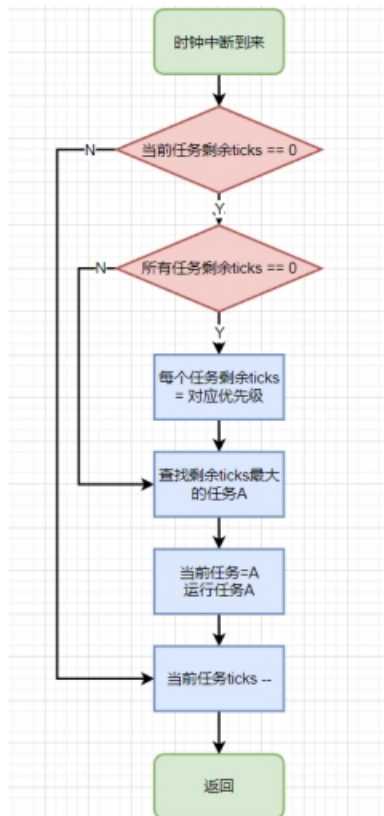 时钟中断到来
当前任务剩余ticks == 0
N
Y
所有任务剩余ticks == 0
N
Y
每个任务剩余ticks
= 对应优先级
查找剩余ticks最大
的任务A
当前任务=A
运行任务A
当前任务ticks --
返回